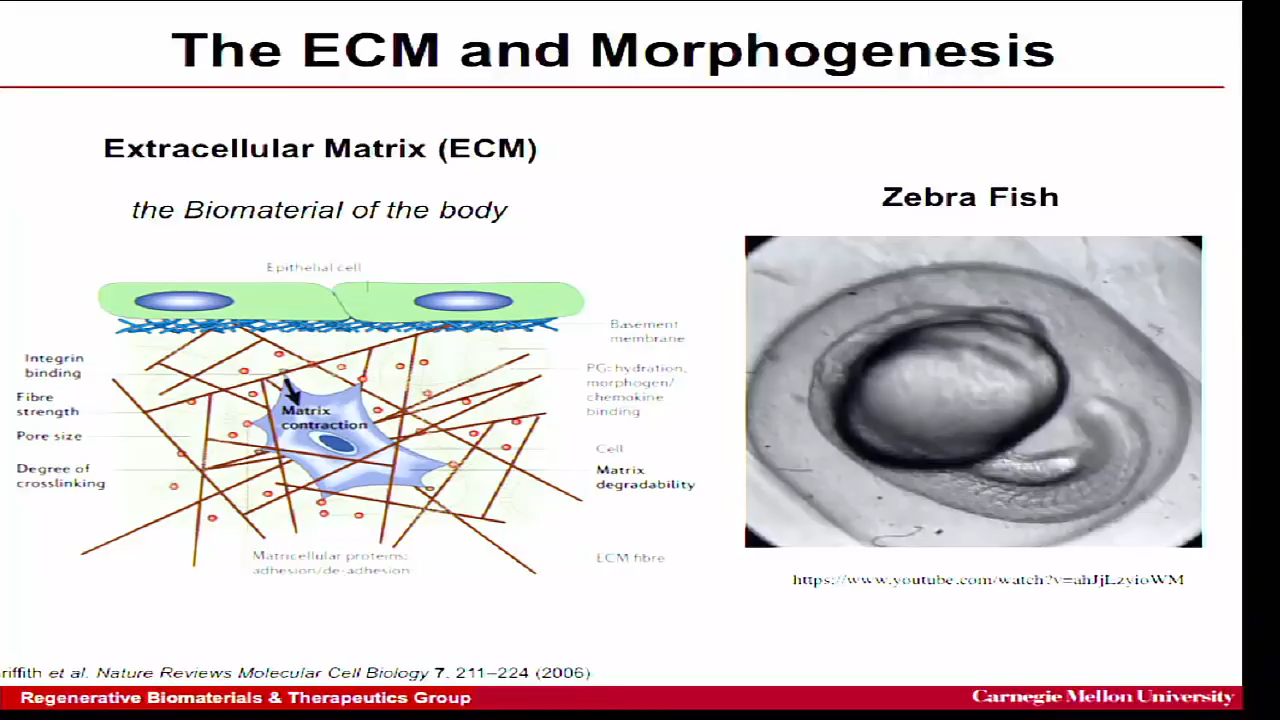 The ECM and Morphogenesis
Extracellular Matrix (ECM)
the Biomaterial of the body
Zebra Fish
Epithelial cell
Basement
membrane
Integrin
binding
PG: hydration,
morphogen/
chemokine
binding
Fibre
strength
Matrix
contraction
Pore size
Cell
Degree of
crosslinking
Matrix
degradability
Matricellular proteins:
adhesion/de-adhesion
ECM fibre
https://www.youtube.com/watch?v=ahJjLzyioWM
riffith et al. Nature Reviews Molecular Cell Biology 7. 211–224 (2006)
Regenerative Biomaterials & Therapeutics Group
Carnegie Mellon University